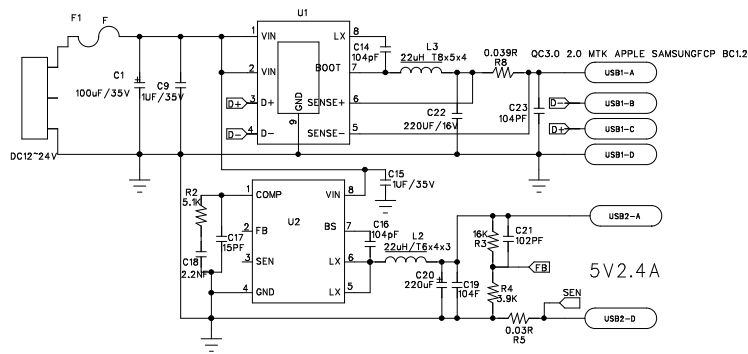 F1 F
U1
1 VIN LX 8
C14
104pF
L3
22uH T8x5x4
0.039R
R8
QC3.0 2.0 MTK APPLE SAMSUNGFCP BC1.2
USB1-A
2 VIN BOOT 7
C1
100uF/35V
C9
1UF/35V
GND
9
D+ 3 D+ SENSE+ 6
D- 4 D- SENSE- 5
C22
220UF/16V
C23
104PF
D- USB1-B
D+ USB1-C
USB1-D
DC12~24V
C15
1UF/35V
R2
5.1K
1 COMP VIN 8
U2
C17
15PF
2 FB BS 7
C16
104pF
L2
22uH/T6x4x3
16K
R3
C21
102PF
USB2-A
C18
2.2NF
3 SEN LX 6
FB
5V2.4A
4 GND LX 5
C20
220uF
C19
104F
R4
3.9K
SEN
0.03R
R5
USB2-D